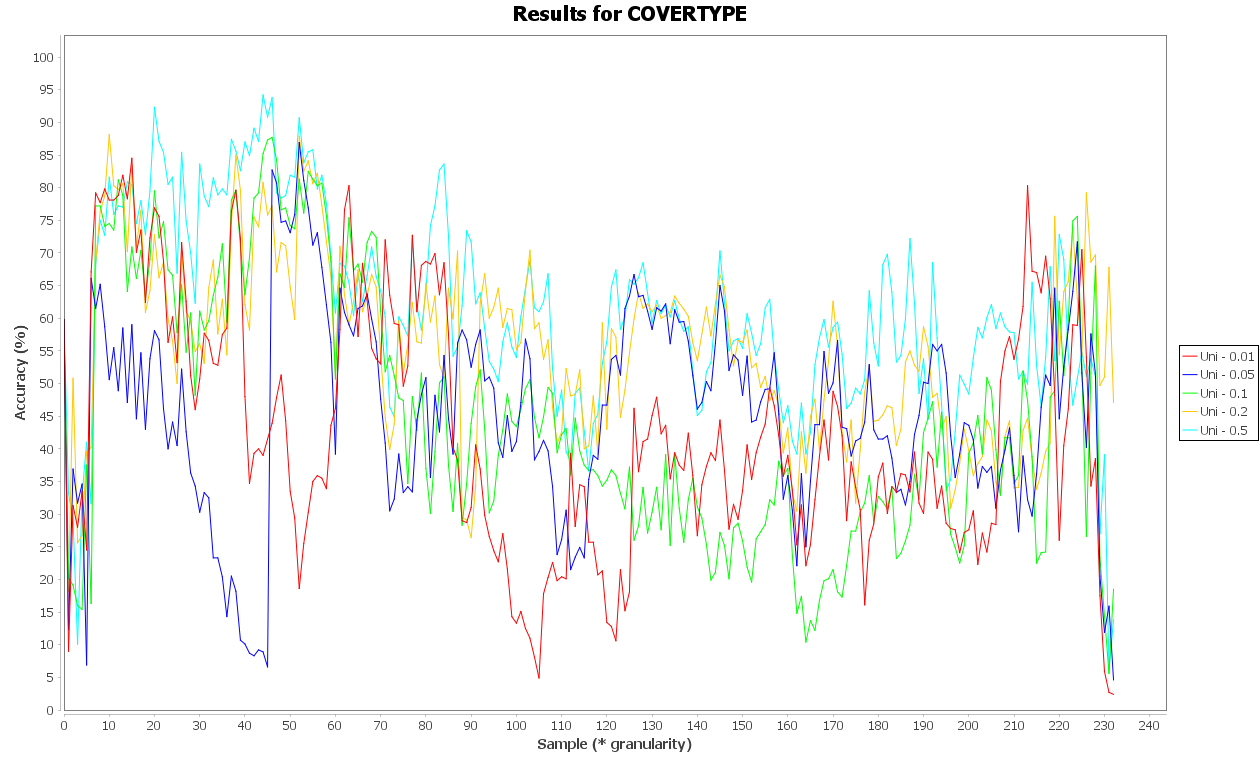 Results for COVERTYPE
Accuracy (%)
100
95
90
85
80
75
70
65
60
55
50
45
40
35
30
25
20
15
10
5
0
0 10 20 30 40 50 60 70 80 90 100 110 120 130 140 150 160 170 180 190 200 210 220 230 240
Sample (* granularity)
Uni - 0.01
Uni - 0.05
Uni - 0.1
Uni - 0.2
Uni - 0.5